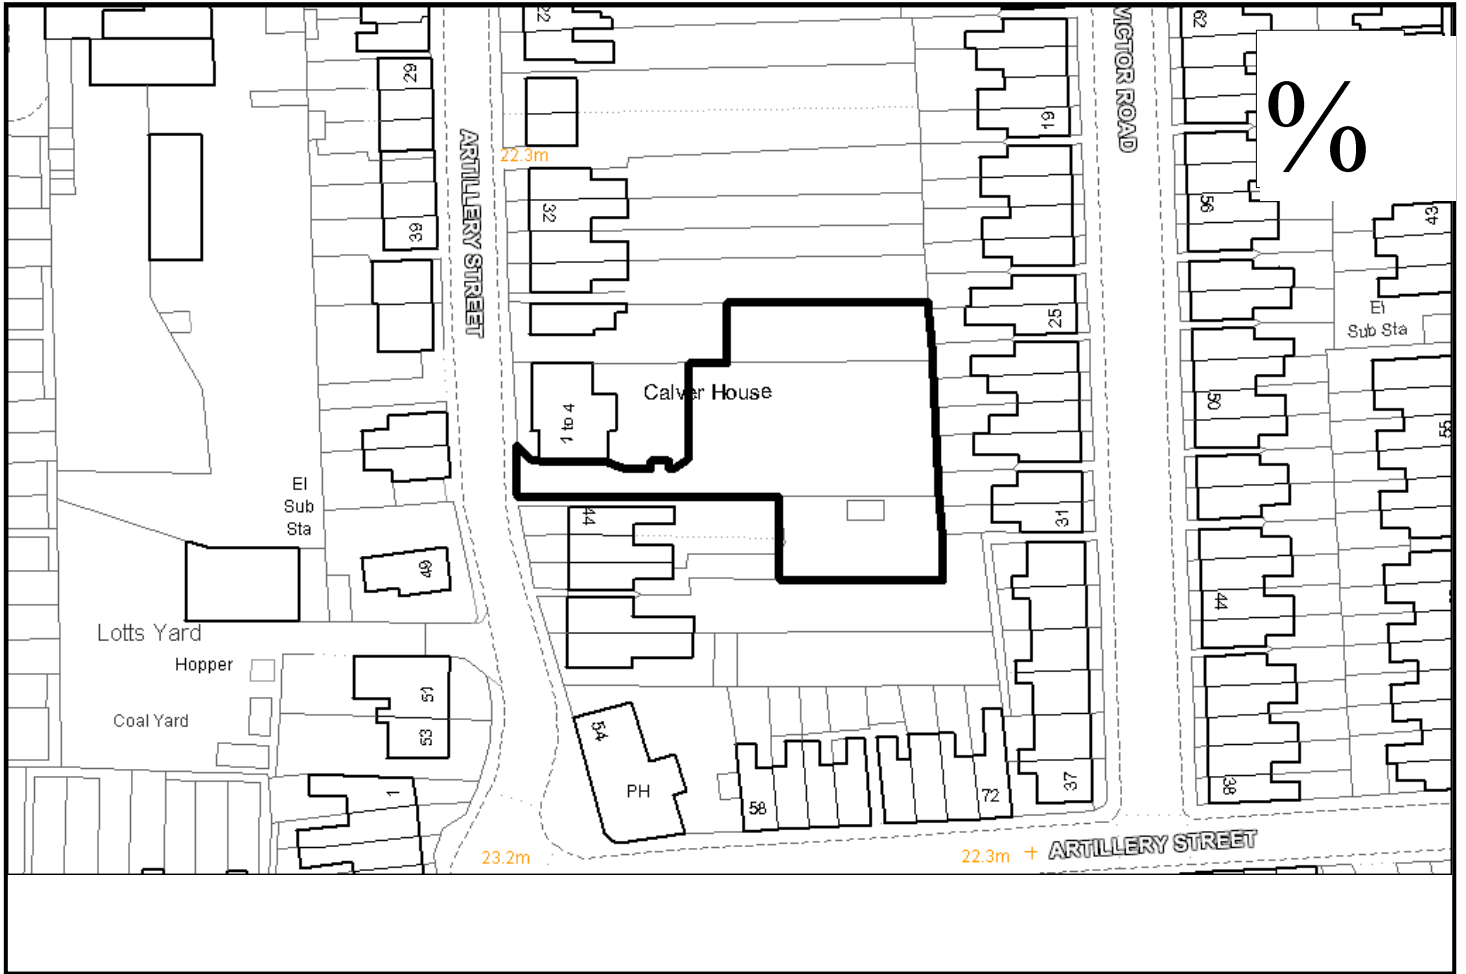 22
62
29
VICTOR ROAD
%
19
ARTILLERY STREET
22.3m
32
56
43
39
El
Sub Sta
25
Calver House
1 to 4
50
55
El
Sub
Sta
44
31
49
44
Lotts Yard
Hopper
51
Coal Yard
54
53
PH
58
72
37
38
1
23.2m
22.3m +
ARTILLERY STREET